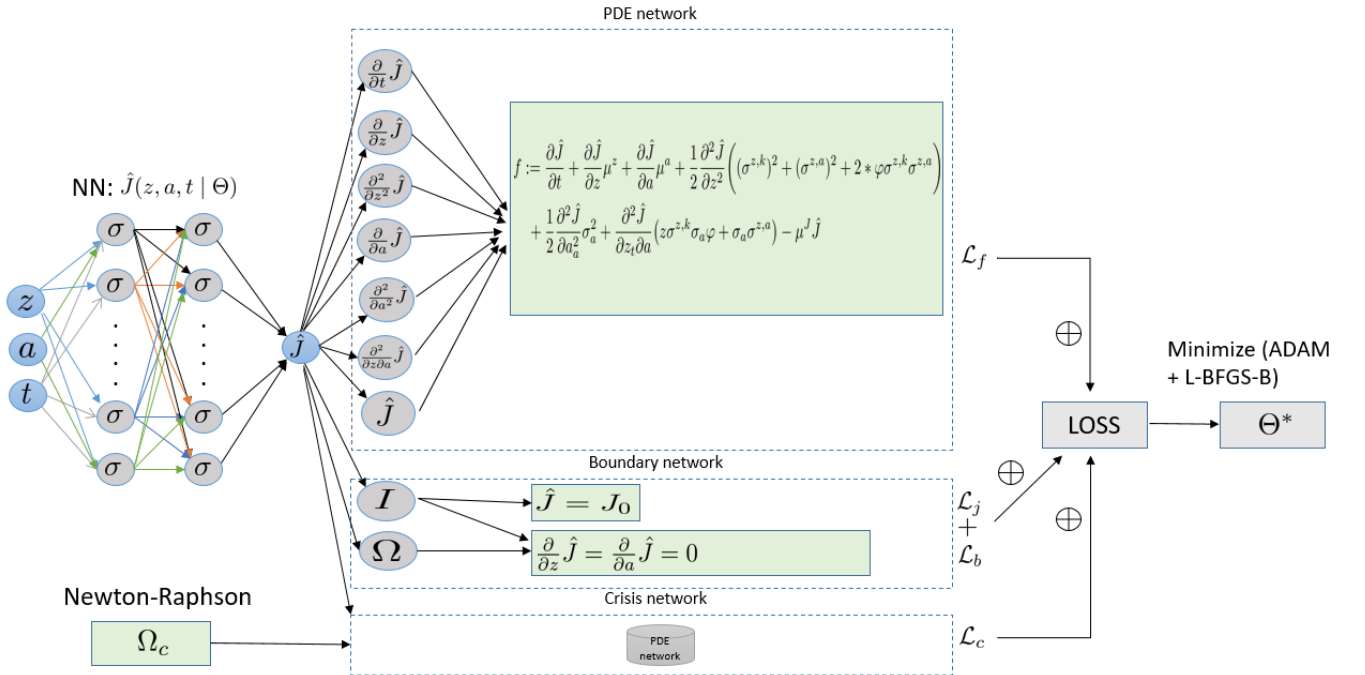 PDE network
NN: Ĵ(z, a, t | Θ)
z
a
t
σ
σ
σ
σ
σ
σ
σ
σ
Ĵ
∂/∂t Ĵ
∂/∂z Ĵ
∂²/∂z² Ĵ
∂/∂a Ĵ
∂²/∂a² Ĵ
∂²/∂z∂a Ĵ
Ĵ
f := ∂Ĵ/∂t + ∂Ĵ/∂z μ^z + ∂Ĵ/∂a μ^a + 1/2 ∂²Ĵ/∂z² ((σ^{z,k})² + (σ^{z,a})² + 2 * φσ^{z,k}σ^{z,a})
+ 1/2 ∂²Ĵ/∂a_a² σ_a² + ∂²Ĵ/∂z_t∂a (zσ^{z,k}σ_aφ + σ_aσ^{z,a}) − μ^J Ĵ
ℒ_f
⊕
Minimize (ADAM
+ L-BFGS-B)
LOSS
Θ*
Boundary network
I
Ĵ = J₀
Ω
∂/∂z Ĵ = ∂/∂a Ĵ = 0
ℒ_j
+
ℒ_b
⊕
⊕
Newton-Raphson
Ω_c
Crisis network
PDE
network
ℒ_c